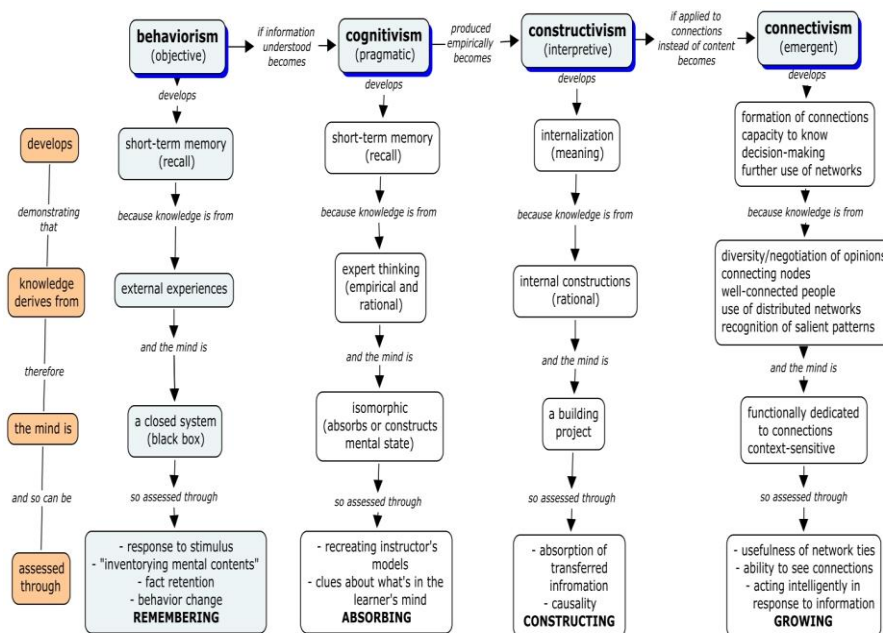 behaviorism
(objective)
if information
understood
becomes
cognitivism
(pragmatic)
produced
empirically
becomes
constructivism
(interpretive)
if applied to
connections
instead of content
becomes
connectivism
(emergent)
develops
develops
develops
develops
develops
short-term memory
(recall)
short-term memory
(recall)
internalization
(meaning)
formation of connections
capacity to know
decision-making
further use of networks
demonstrating
that
because knowledge is from
because knowledge is from
because knowledge is from
because knowledge is from
knowledge
derives from
external experiences
expert thinking
(empirical and
rational)
internal constructions
(rational)
diversity/negotiation of opinions
connecting nodes
well-connected people
use of distributed networks
recognition of salient patterns
therefore
and the mind is
and the mind is
and the mind is
and the mind is
the mind is
a closed system
(black box)
isomorphic
(absorbs or constructs
mental state)
a building
project
functionally dedicated
to connections
context-sensitive
and so can be
so assessed through
so assessed through
so assessed through
so assessed through
assessed
through
- response to stimulus
- "inventorying mental contents"
- fact retention
- behavior change
REMEMBERING
- recreating instructor's
models
- clues about what's in the
learner's mind
ABSORBING
- absorption of
transferred
infromation
- causality
CONSTRUCTING
- usefulness of network ties
- ability to see connections
- acting intelligently in
response to information
GROWING